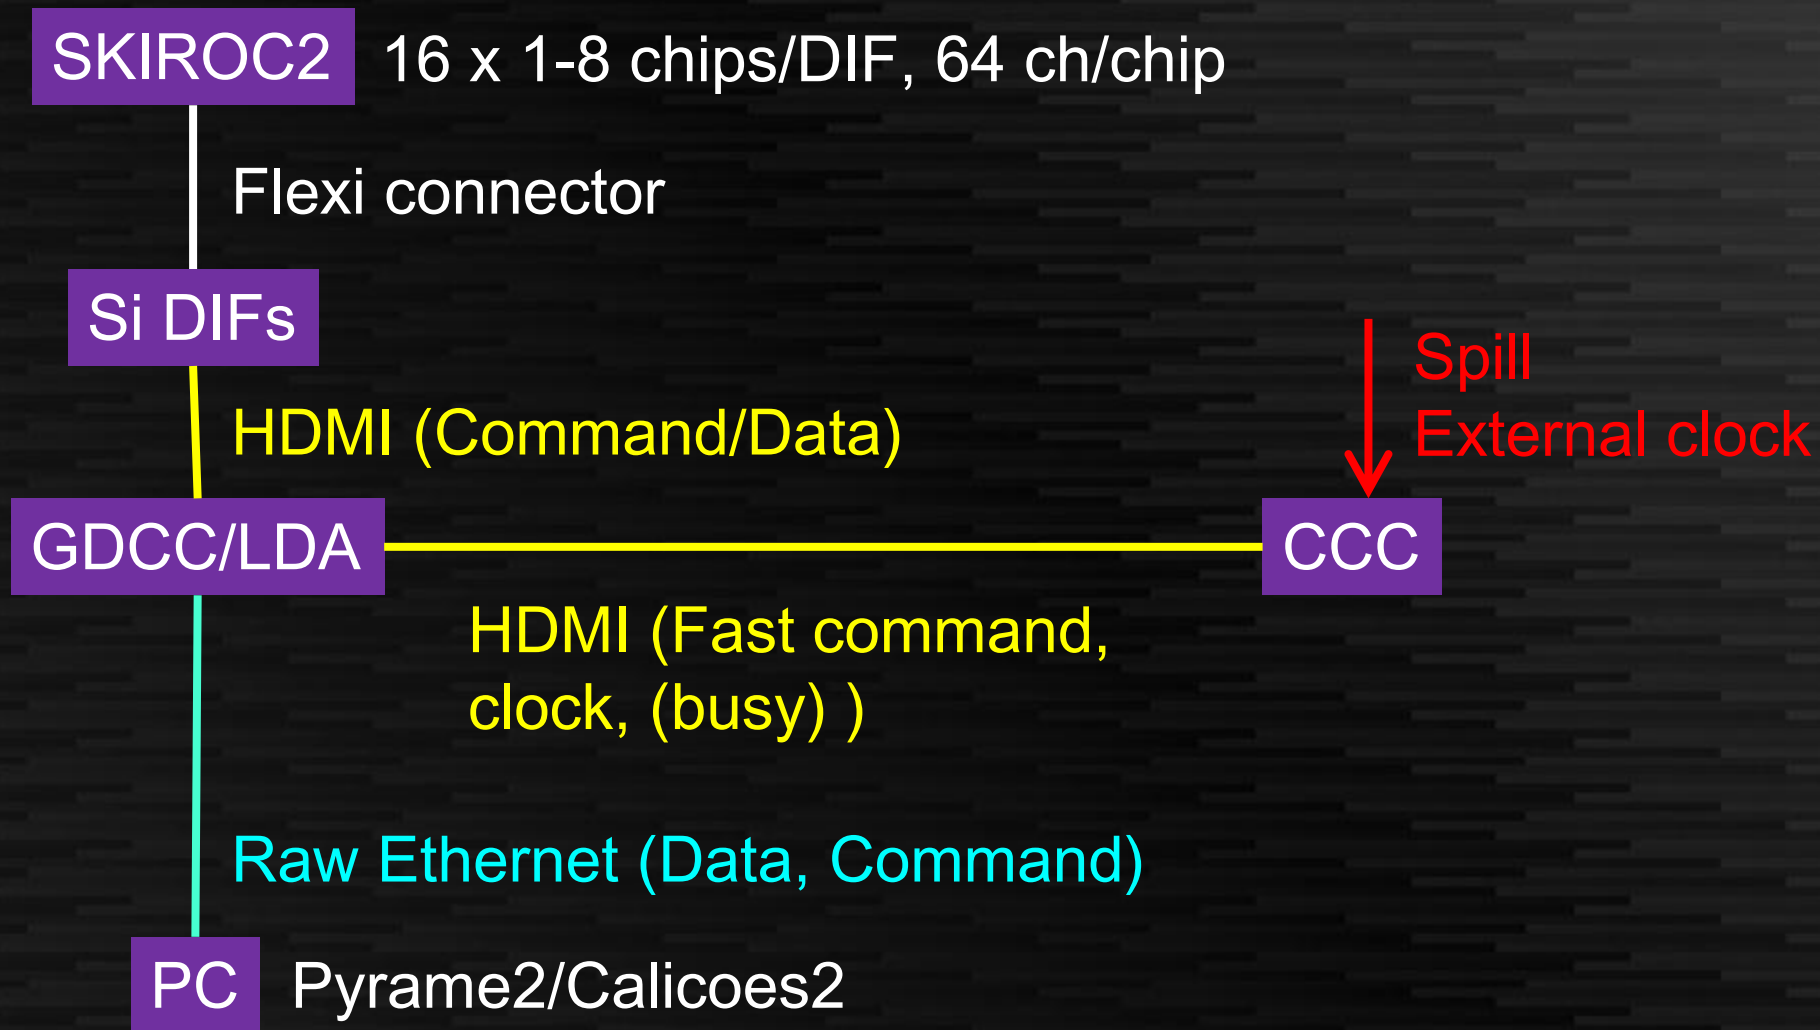 SKIROC2
16 x 1-8 chips/DIF, 64 ch/chip
Flexi connector
Si DIFs
Spill
External clock
HDMI (Command/Data)
GDCC/LDA
CCC
HDMI (Fast command,
clock, (busy) )
Raw Ethernet (Data, Command)
PC
Pyrame2/Calicoes2